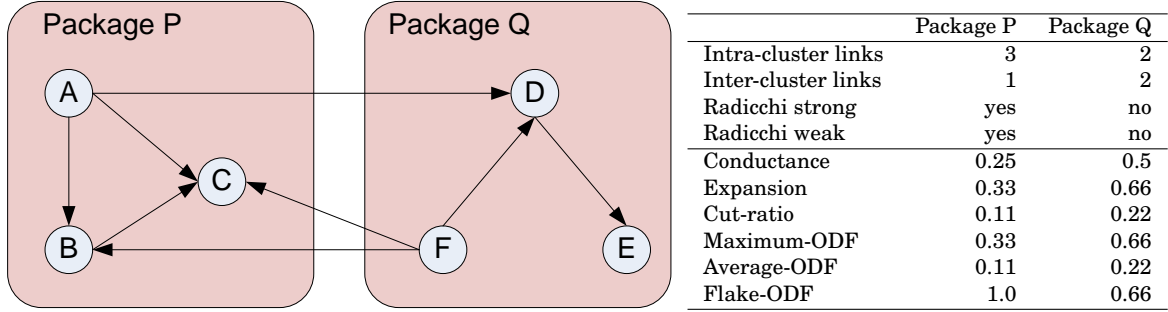 Package P
Package Q
A
D
C
B
F
E
Package P Package Q
Intra-cluster links 3 2
Inter-cluster links 1 2
Radicchi strong yes no
Radicchi weak yes no
Conductance 0.25 0.5
Expansion 0.33 0.66
Cut-ratio 0.11 0.22
Maximum-ODF 0.33 0.66
Average-ODF 0.11 0.22
Flake-ODF 1.0 0.66